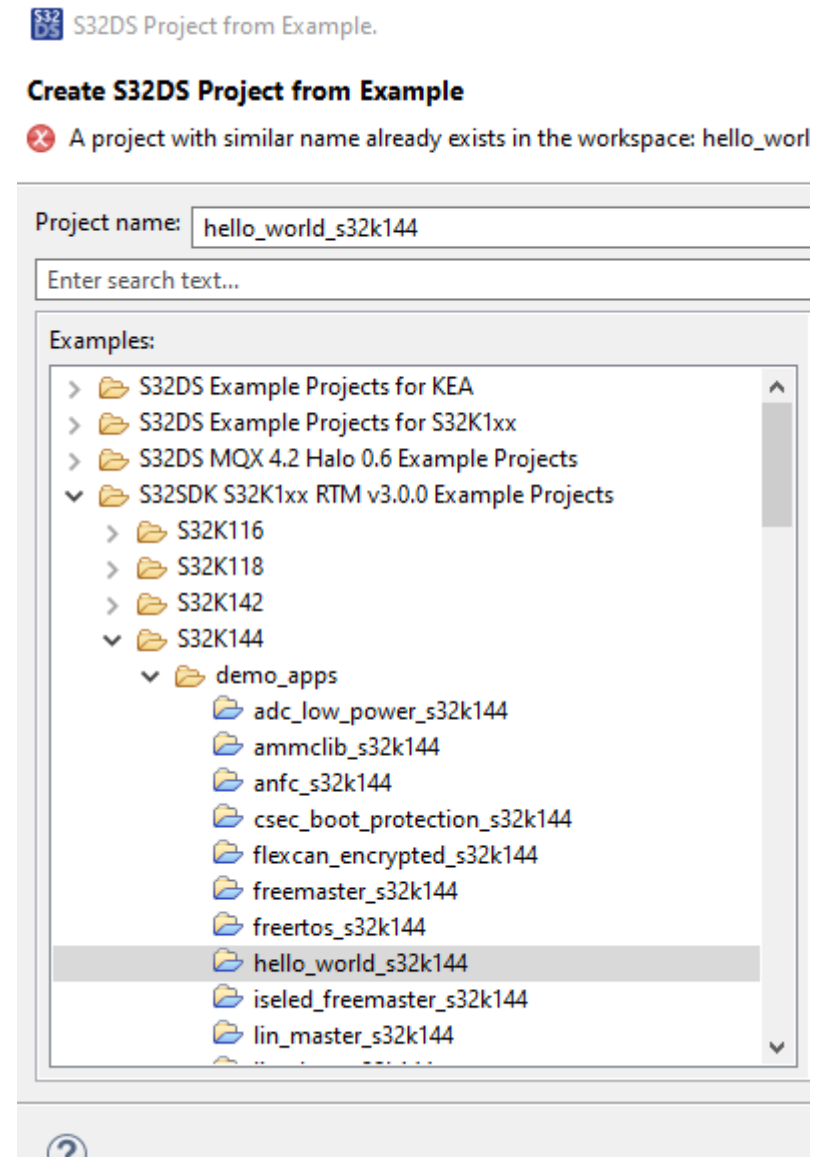 S32DS
S32DS Project from Example.
Create S32DS Project from Example
A project with similar name already exists in the workspace: hello_worl
Project name: hello_world_s32k144
Enter search text...
Examples:
S32DS Example Projects for KEA
S32DS Example Projects for S32K1xx
S32DS MQX 4.2 Halo 0.6 Example Projects
S32SDK S32K1xx RTM v3.0.0 Example Projects
S32K116
S32K118
S32K142
S32K144
demo_apps
adc_low_power_s32k144
ammclib_s32k144
anfc_s32k144
csec_boot_protection_s32k144
flexcan_encrypted_s32k144
freemaster_s32k144
freertos_s32k144
hello_world_s32k144
iseled_freemaster_s32k144
lin_master_s32k144
?